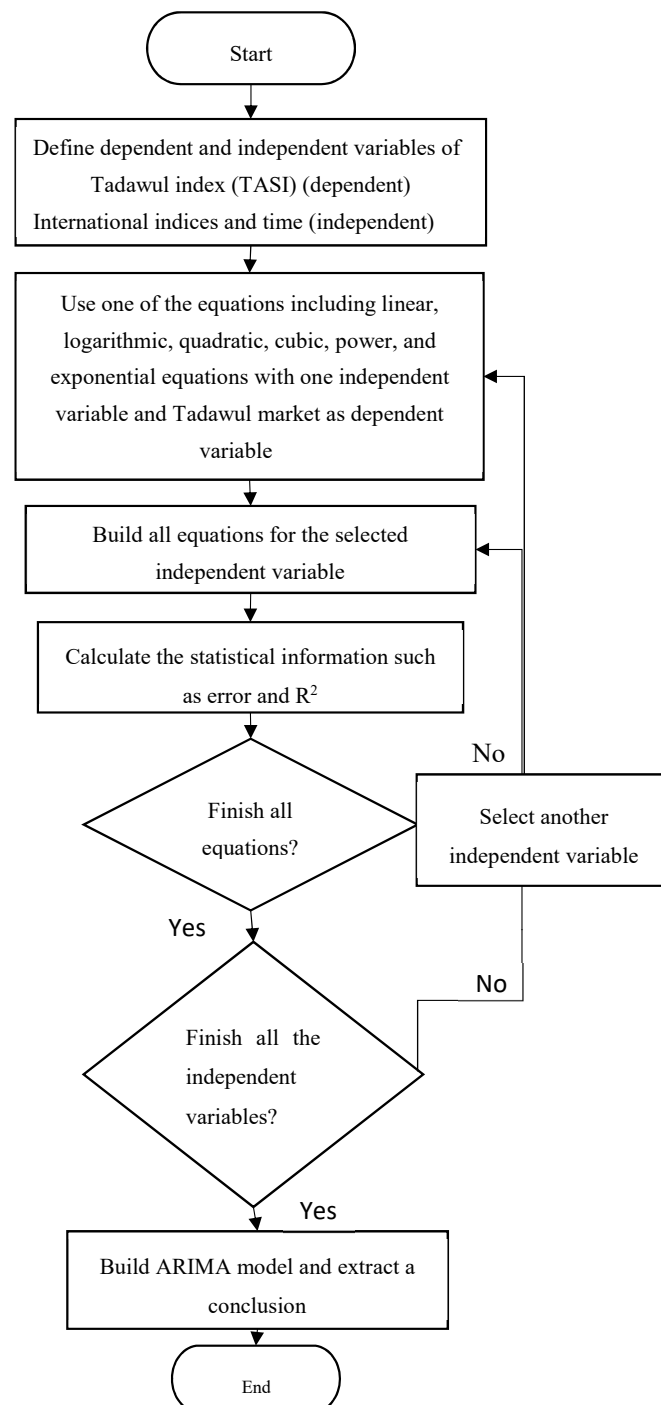 Start
Define dependent and independent variables of
Tadawul index (TASI) (dependent)
International indices and time (independent)
Use one of the equations including linear,
logarithmic, quadratic, cubic, power, and
exponential equations with one independent
variable and Tadawul market as dependent
variable
Build all equations for the selected
independent variable
Calculate the statistical information such
as error and R²
No
Finish all
equations?
Select another
independent variable
Yes
No
Finish all the
independent
variables?
Yes
Build ARIMA model and extract a
conclusion
End